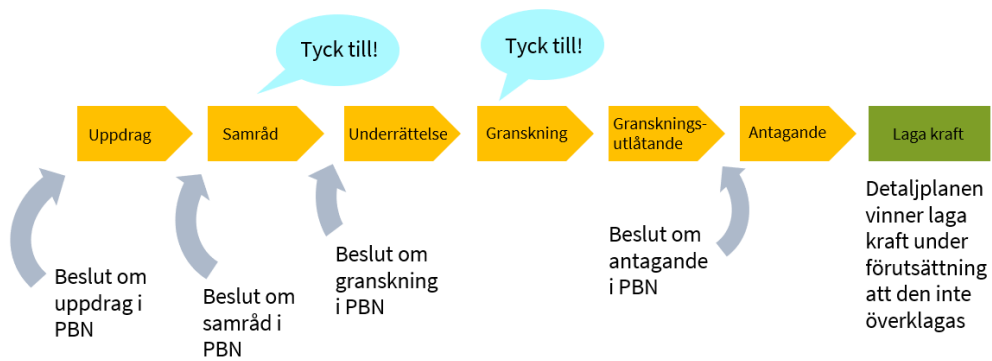 Tyck till!
Tyck till!
Uppdrag
Samråd
Underrättelse
Granskning
Gransknings-
utlåtande
Antagande
Laga kraft
Beslut om
uppdrag i
PBN
Beslut om
samråd i
PBN
Beslut om
granskning
i PBN
Beslut om
antagande
i PBN
Detaljplanen
vinner laga
kraft under
förutsättning
att den inte
överklagas